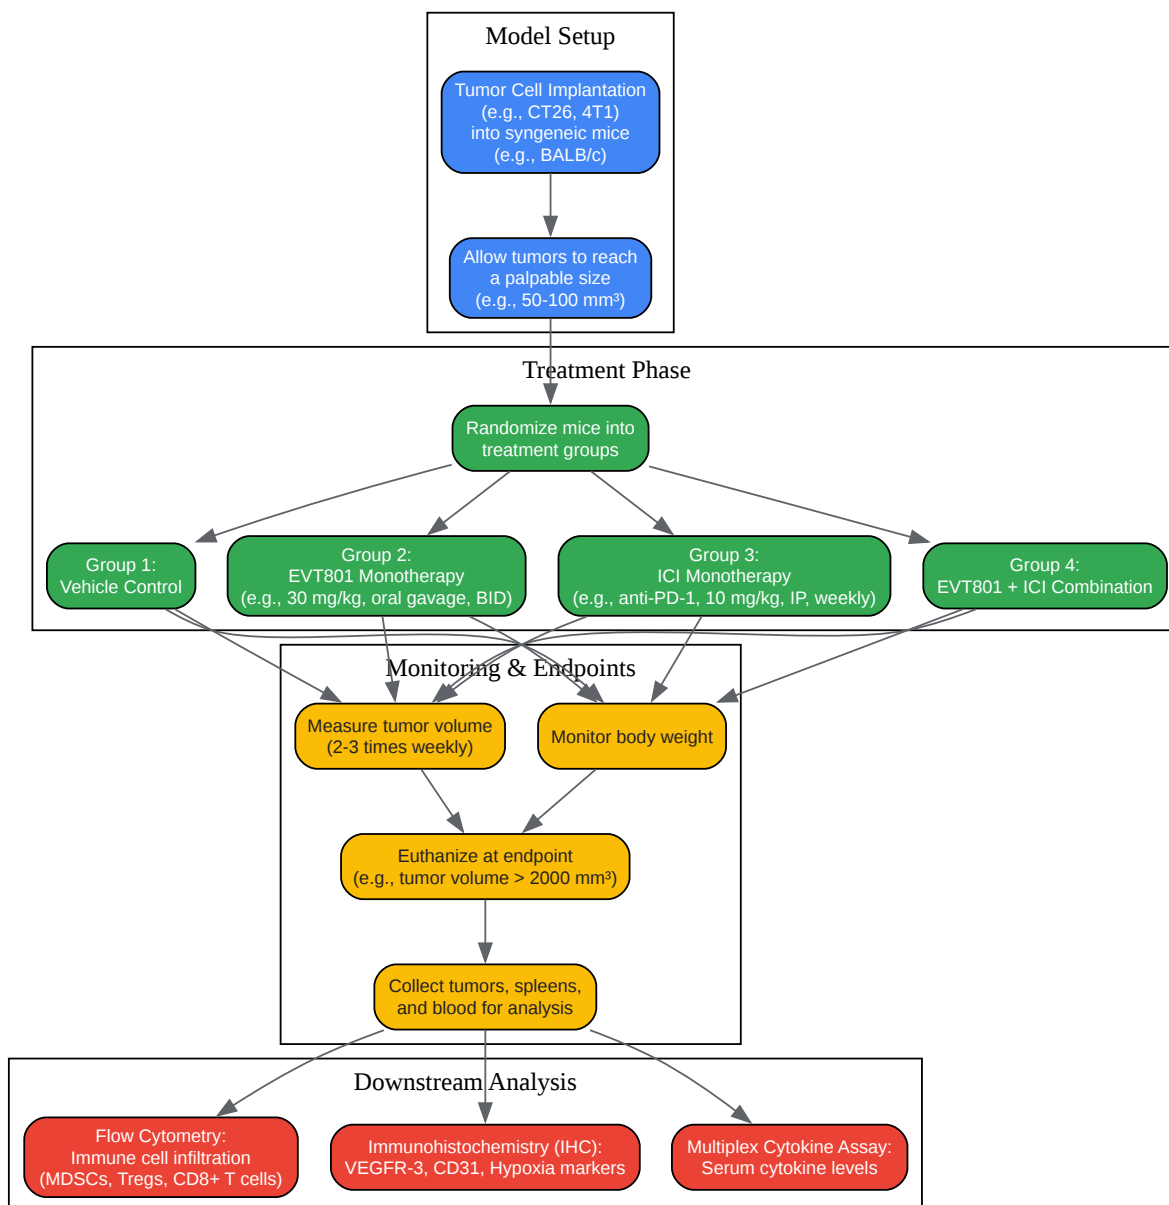 Model Setup
Tumor Cell Implantation
(e.g., CT26, 4T1)
into syngeneic mice
(e.g., BALB/c)
Allow tumors to reach
a palpable size
(e.g., 50-100 mm³)
Treatment Phase
Randomize mice into
treatment groups
Group 1:
Vehicle Control
Group 2:
EVT801 Monotherapy
(e.g., 30 mg/kg, oral gavage, BID)
Group 3:
ICI Monotherapy
(e.g., anti-PD-1, 10 mg/kg, IP, weekly)
Group 4:
EVT801 + ICI Combination
Monitoring & Endpoints
Measure tumor volume
(2-3 times weekly)
Monitor body weight
Euthanize at endpoint
(e.g., tumor volume > 2000 mm³)
Collect tumors, spleens,
and blood for analysis
Downstream Analysis
Flow Cytometry:
Immune cell infiltration
(MDSCs, Tregs, CD8+ T cells)
Immunohistochemistry (IHC):
VEGFR-3, CD31, Hypoxia markers
Multiplex Cytokine Assay:
Serum cytokine levels